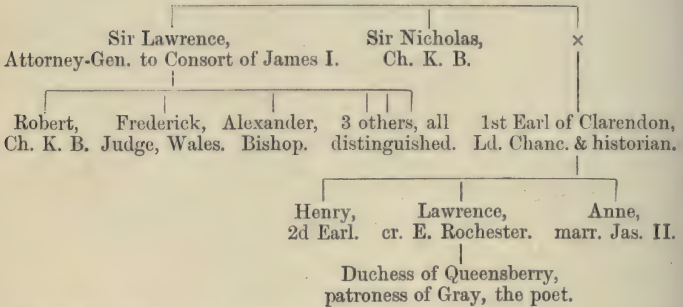 Sir Lawrence, Sir Nicholas, ×
Attorney-Gen. to Consort of James I. Ch. K. B.
Robert, Frederick, Alexander, 3 others, all 1st Earl of Clarendon,
Ch. K. B. Judge, Wales. Bishop. distinguished. Ld. Chanc. & historian.
Henry, Lawrence, Anne,
2d Earl. cr. E. Rochester. marr. Jas. II.
Duchess of Queensberry,
patroness of Gray, the poet.